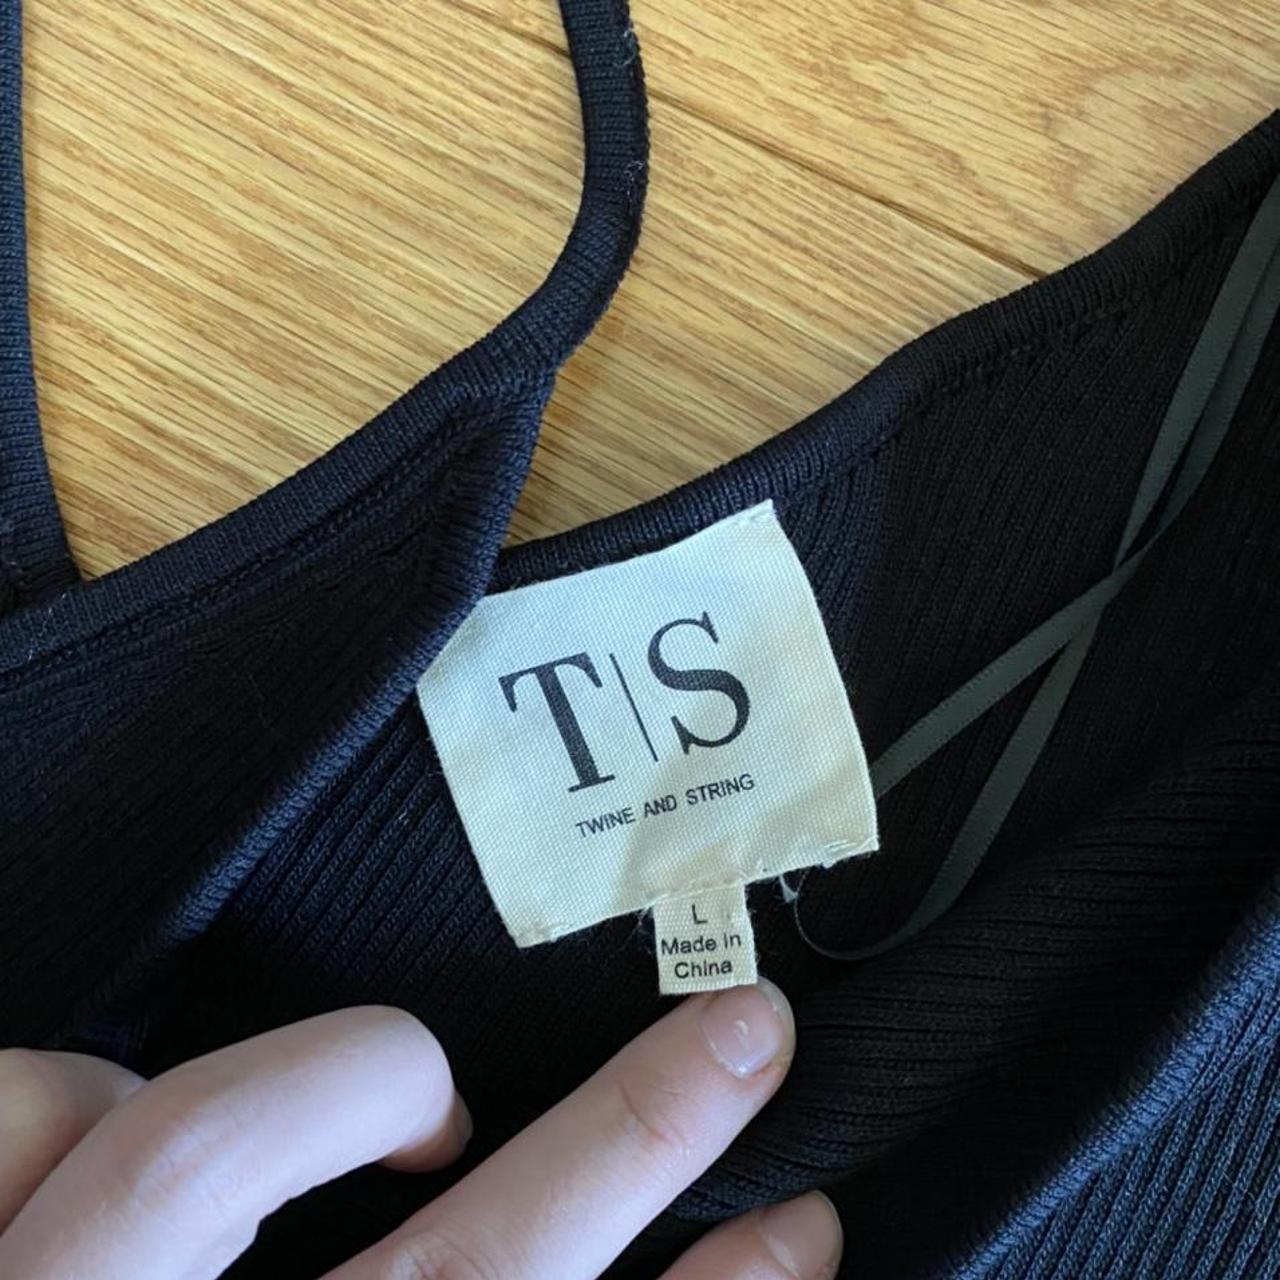 T|S
TWINE AND STRING
L
Made in
China